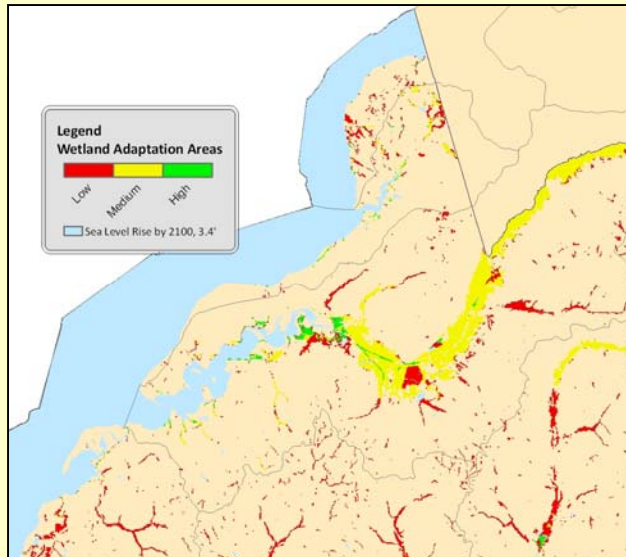 Legend
Wetland Adaptation Areas
Low
Medium
High
Sea Level Rise by 2100, 3.4'